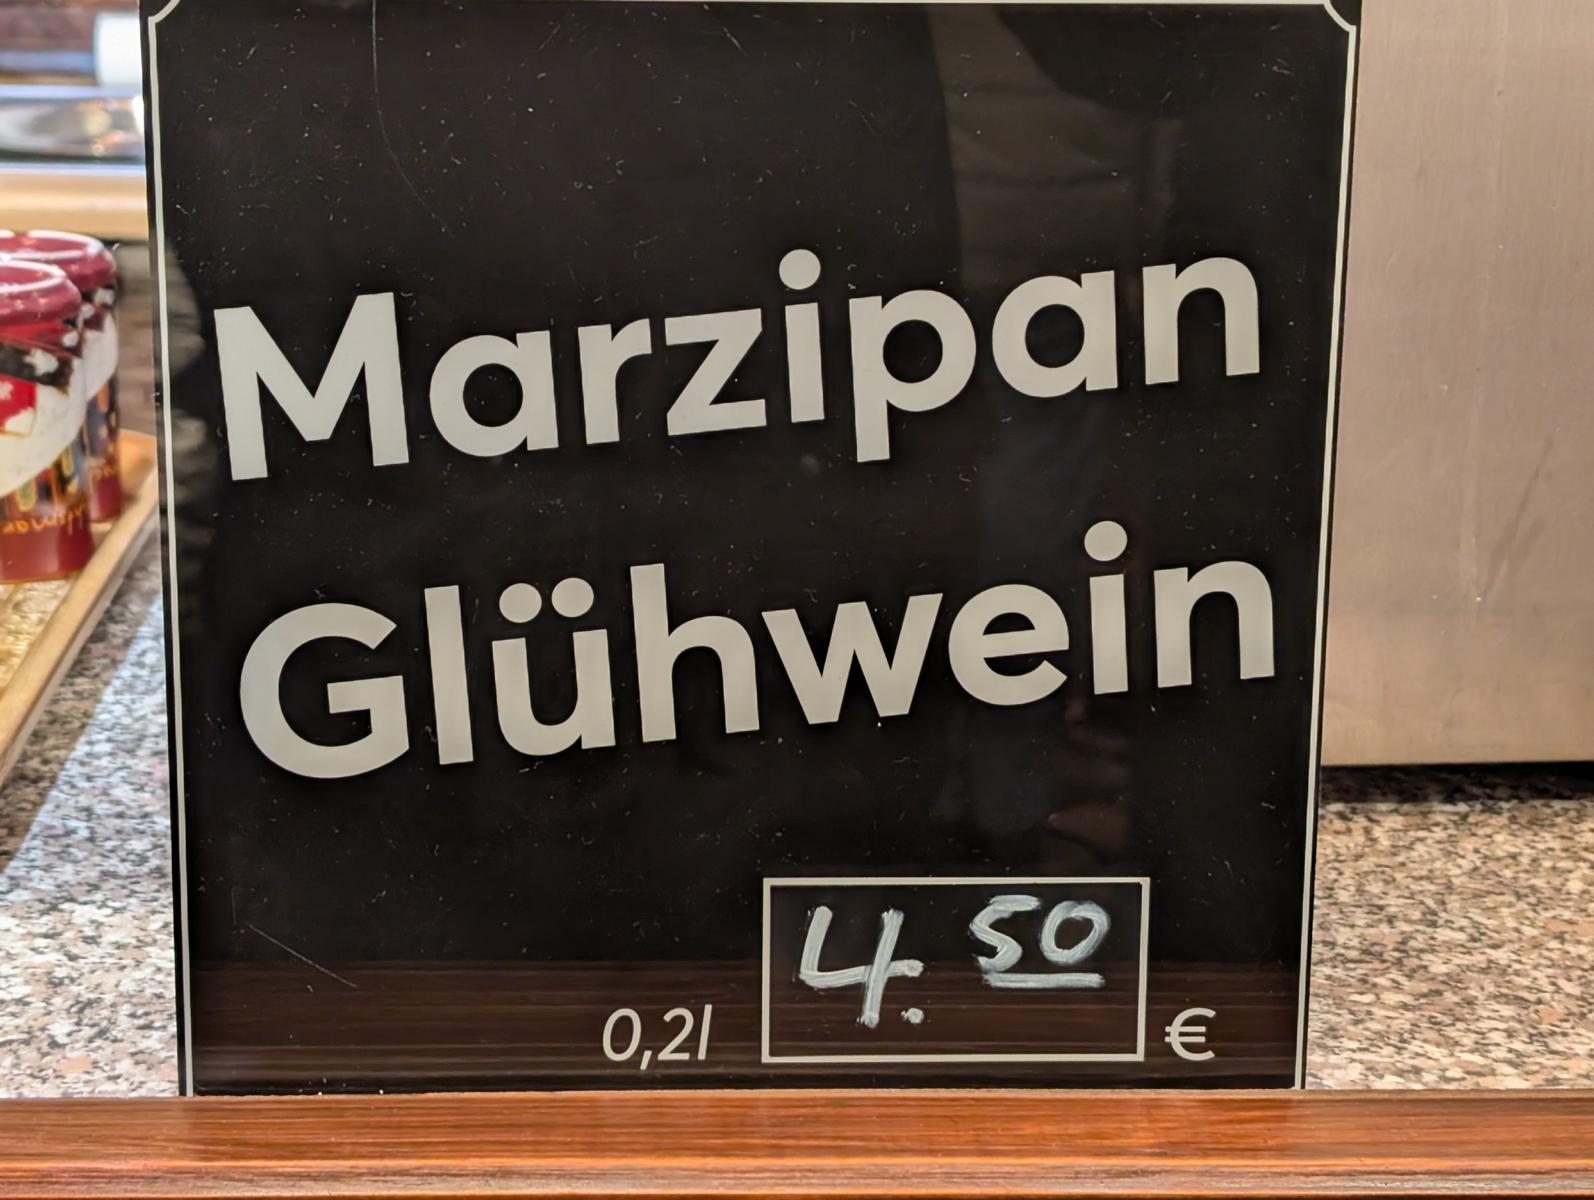 Marzipan
Glühwein
0,2l 4.50 €